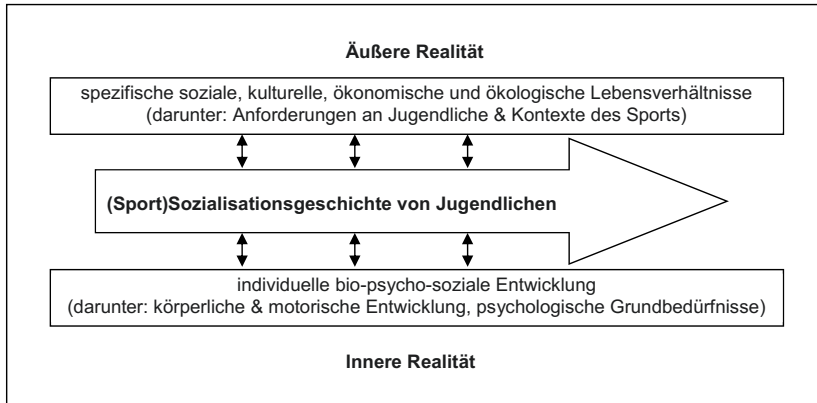 Äußere Realität
spezifische soziale, kulturelle, ökonomische und ökologische Lebensverhältnisse
(darunter: Anforderungen an Jugendliche & Kontexte des Sports)
(Sport)Sozialisationsgeschichte von Jugendlichen
individuelle bio-psycho-soziale Entwicklung
(darunter: körperliche & motorische Entwicklung, psychologische Grundbedürfnisse)
Innere Realität